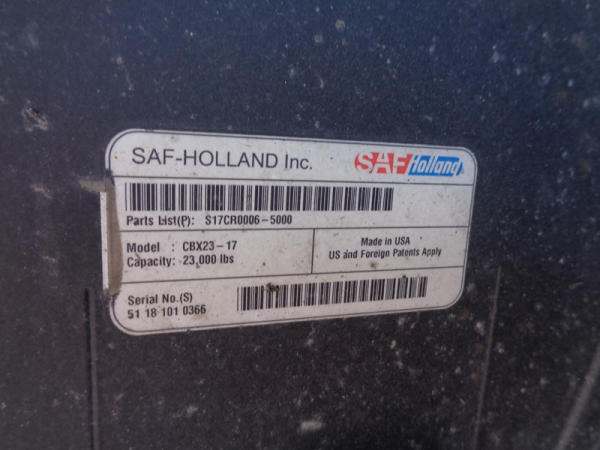 SAF-HOLLAND Inc. SAF Holland
Parts List(P): S17CR0006-5000
Model : CBX23-17
Capacity: 23,000 lbs
Made in USA
US and Foreign Patents Apply
Serial No.(S)
51 18 101 0366